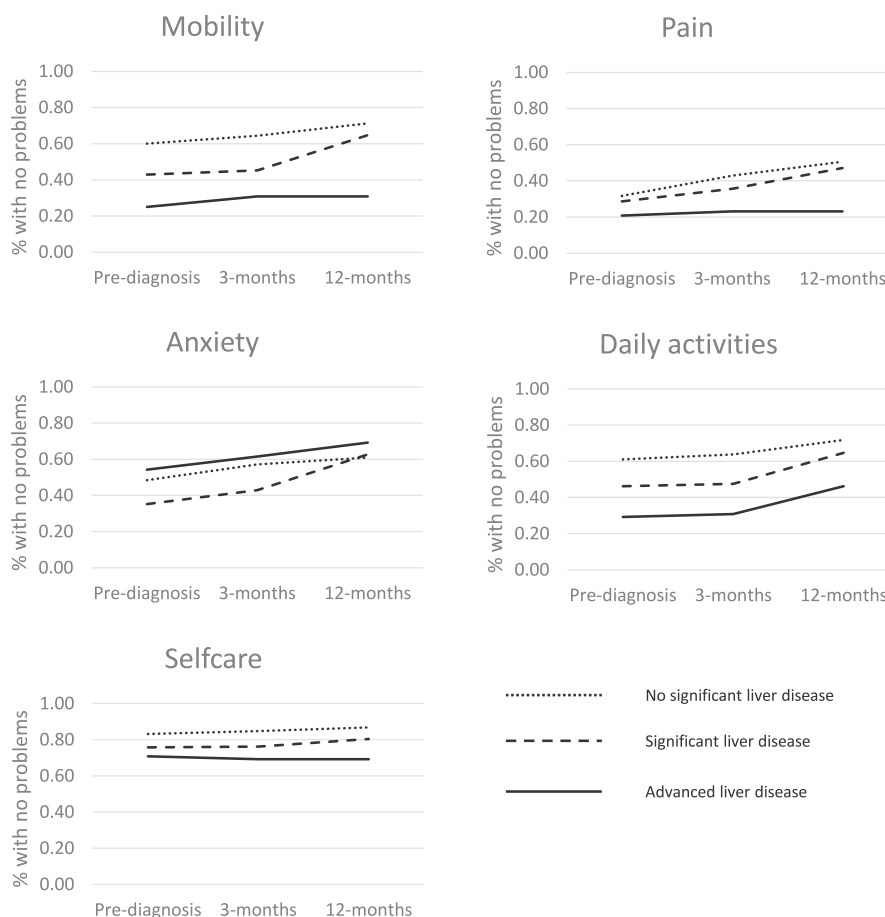 Mobility
% with no problems
1.00
0.80
0.60
0.40
0.20
0.00
Pre-diagnosis 3-months 12-months
Pain
% with no problems
1.00
0.80
0.60
0.40
0.20
0.00
Pre-diagnosis 3-months 12-months
Anxiety
% with no problems
1.00
0.80
0.60
0.40
0.20
0.00
Pre-diagnosis 3-months 12-months
Daily activities
% with no problems
1.00
0.80
0.60
0.40
0.20
0.00
Pre-diagnosis 3-months 12-months
Selfcare
% with no problems
1.00
0.80
0.60
0.40
0.20
0.00
Pre-diagnosis 3-months 12-months
No significant liver disease
Significant liver disease
Advanced liver disease